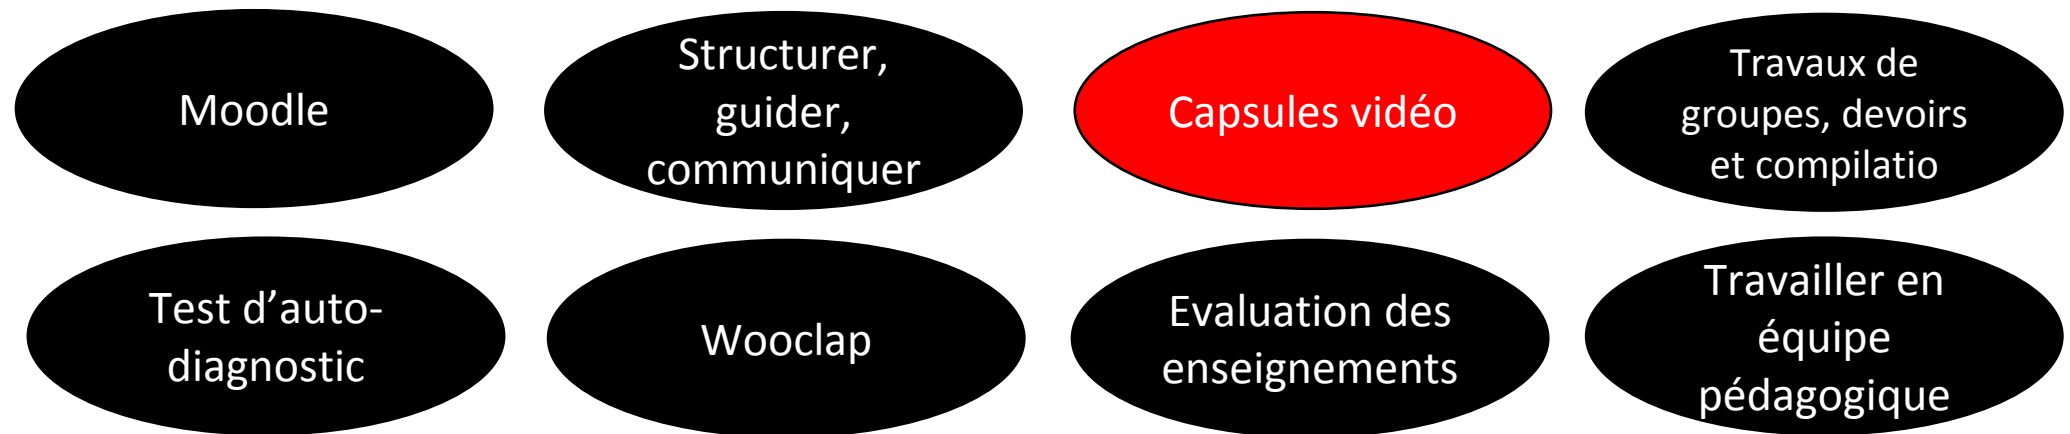 Moodle
Structurer,
guider,
communiquer
Capsules vidéo
Travaux de
groupes, devoirs
et compilatio
Test d’auto-
diagnostic
Wooclap
Evaluation des
enseignements
Travailler en
équipe
pédagogique